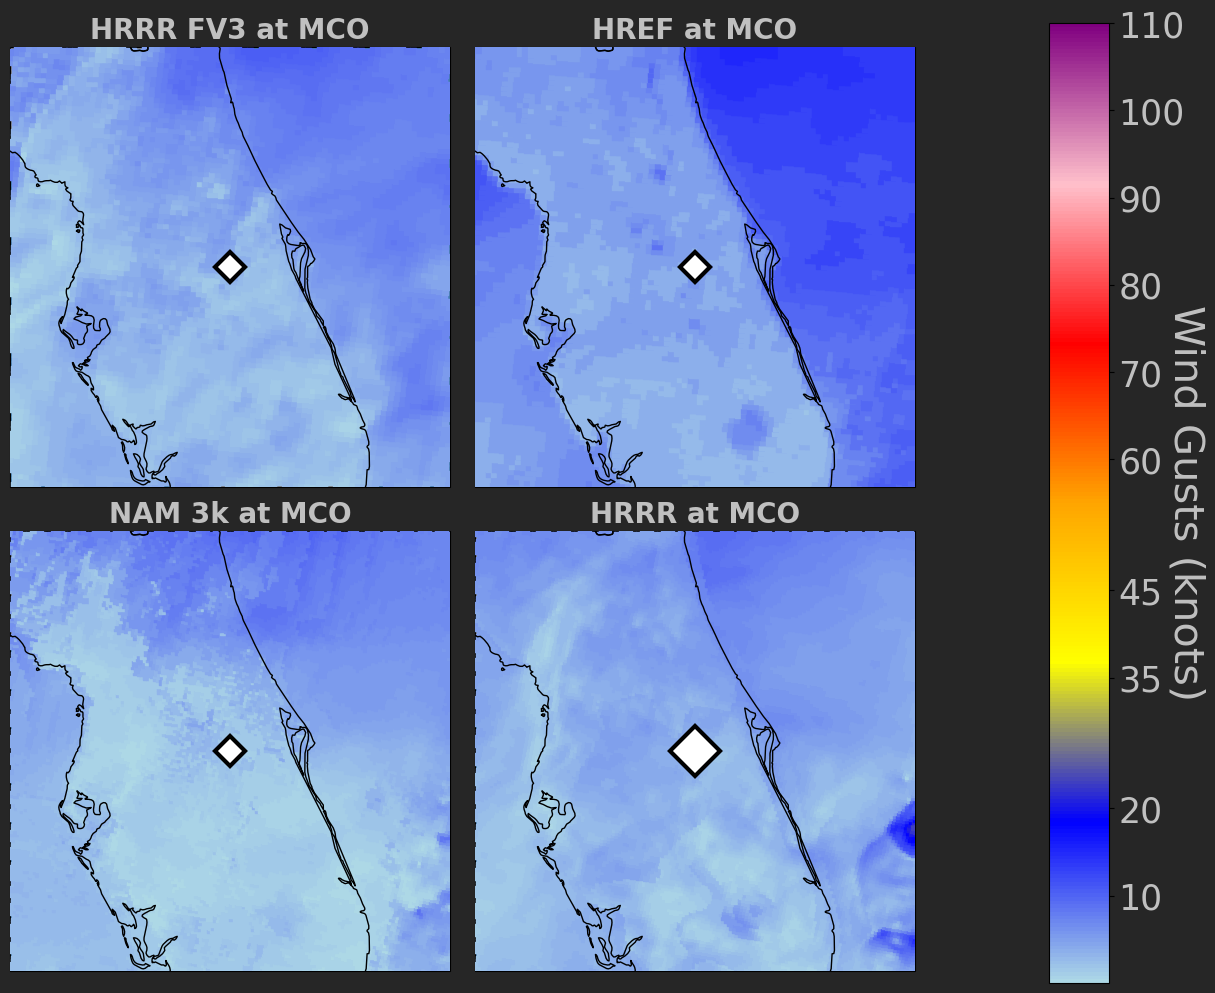 HRRR FV3 at MCO
HREF at MCO
NAM 3k at MCO
HRRR at MCO
110
100
90
80
70
60
45
35
20
10
Wind Gusts (knots)